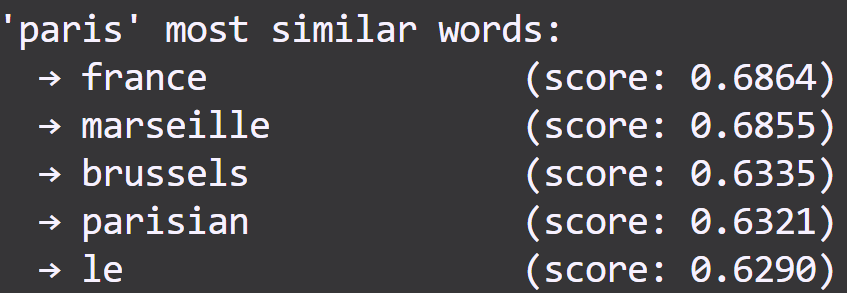 'paris' most similar words:
→ france (score: 0.6864)
→ marseille (score: 0.6855)
→ brussels (score: 0.6335)
→ parisian (score: 0.6321)
→ le (score: 0.6290)